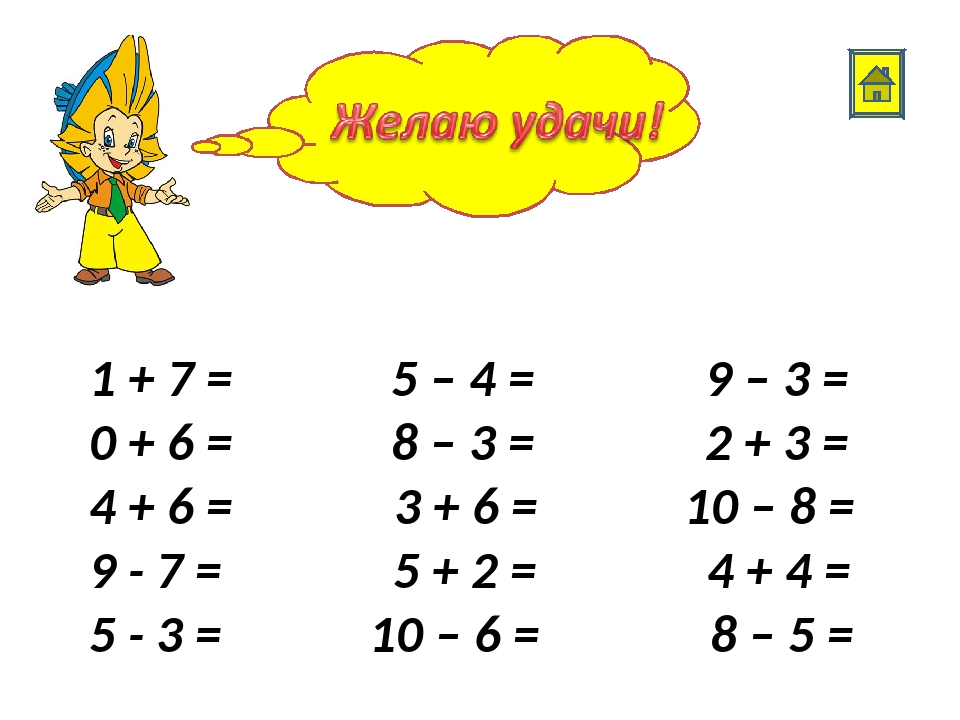 Желаю удачи!
1 + 7 = 5 – 4 = 9 – 3 =
0 + 6 = 8 – 3 = 2 + 3 =
4 + 6 = 3 + 6 = 10 – 8 =
9 - 7 = 5 + 2 = 4 + 4 =
5 - 3 = 10 – 6 = 8 – 5 =